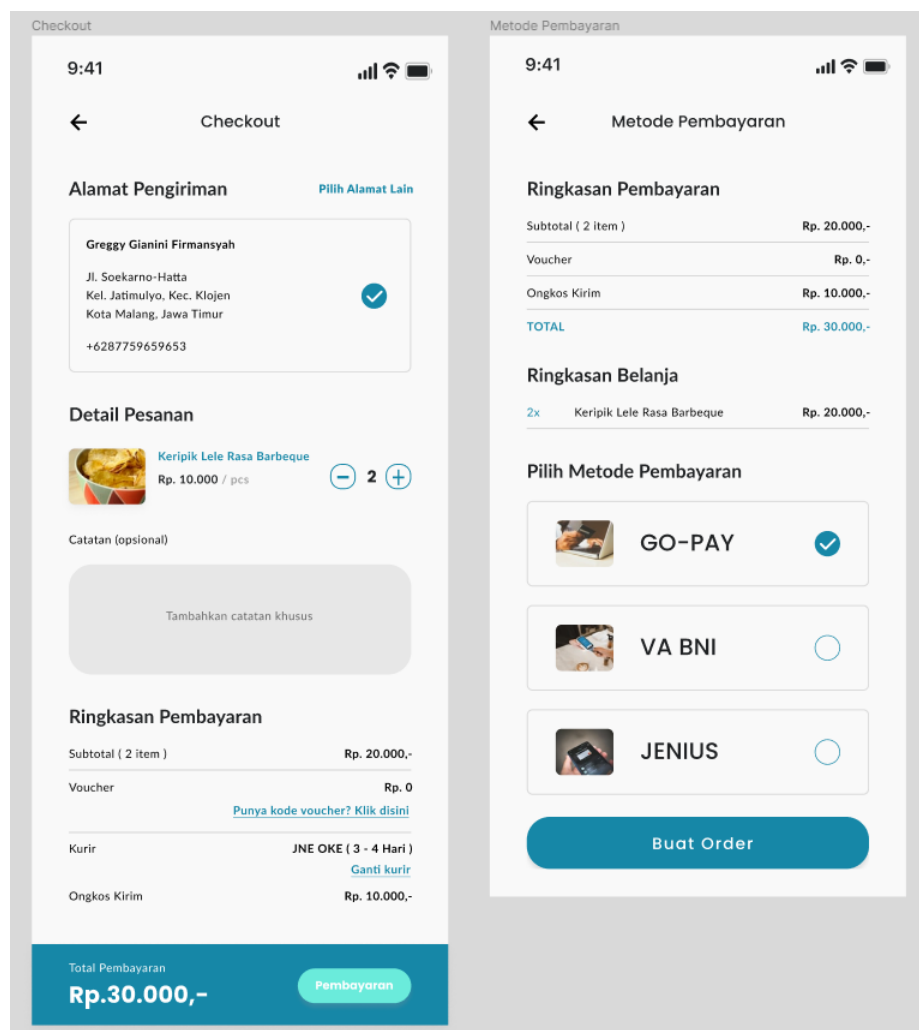 Checkout
9:41
Checkout
Alamat Pengiriman
Pilih Alamat Lain
Greggy Gianini Firmansyah
Jl. Soekarno-Hatta
Kel. Jatimulyo, Kec. Klojen
Kota Malang, Jawa Timur
+6287759659653
Detail Pesanan
Keripik Lele Rasa Barbeque
Rp. 10.000 / pcs
2
Catatan (opsional)
Tambahkan catatan khusus
Ringkasan Pembayaran
Subtotal ( 2 item ) Rp. 20.000,-
Voucher Rp. 0
Punya kode voucher? Klik disini
Kurir JNE OKE ( 3 - 4 Hari )
Ganti kurir
Ongkos Kirim Rp. 10.000,-
Total Pembayaran
Rp.30.000,-
Pembayaran
Metode Pembayaran
9:41
Metode Pembayaran
Ringkasan Pembayaran
Subtotal ( 2 item ) Rp. 20.000,-
Voucher Rp. 0,-
Ongkos Kirim Rp. 10.000,-
TOTAL Rp. 30.000,-
Ringkasan Belanja
2x Keripik Lele Rasa Barbeque Rp. 20.000,-
Pilih Metode Pembayaran
GO-PAY
VA BNI
JENIUS
Buat Order